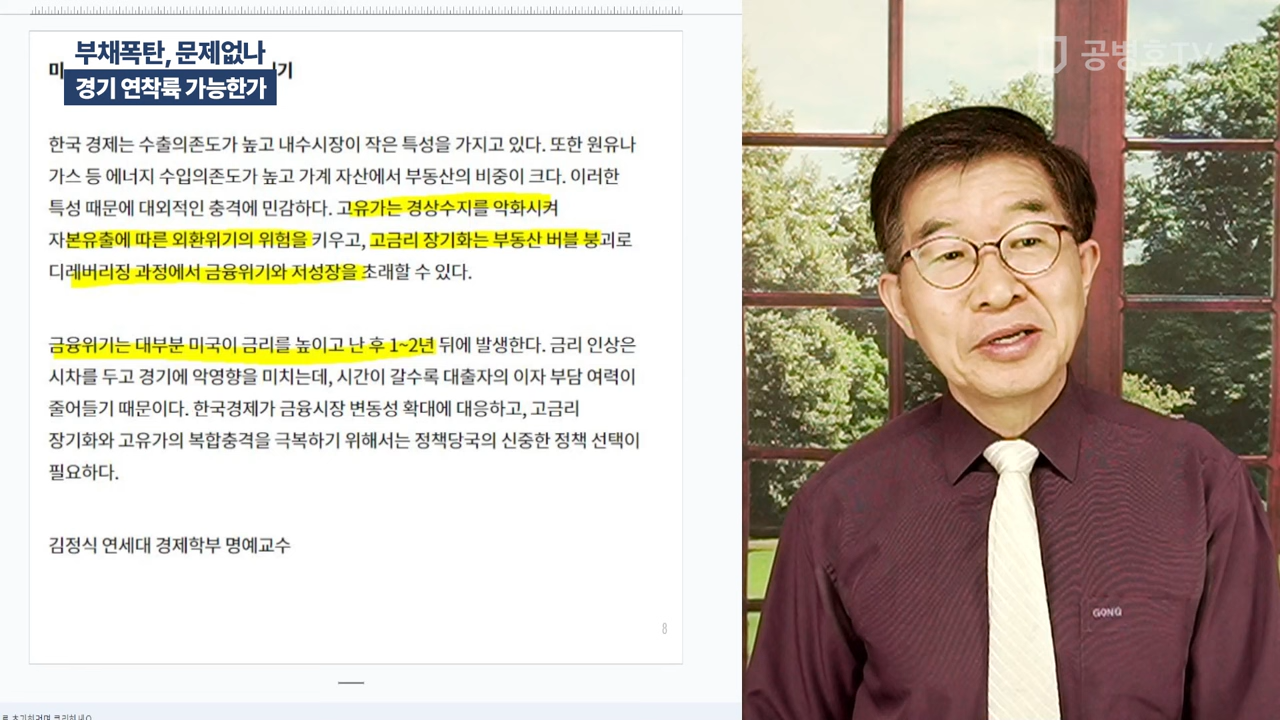 부채폭탄, 문제없나
미
기
경기 연착륙 가능한가
공병호TV
한국 경제는 수출의존도가 높고 내수시장이 작은 특성을 가지고 있다. 또한 원유나
가스 등 에너지 수입의존도가 높고 가계 자산에서 부동산의 비중이 크다. 이러한
특성 때문에 대외적인 충격에 민감하다. 고유가는 경상수지를 악화시켜
자본유출에 따른 외환위기의 위험을 키우고, 고금리 장기화는 부동산 버블 붕괴로
디레버리징 과정에서 금융위기와 저성장을 초래할 수 있다.
금융위기는 대부분 미국이 금리를 높이고 난 후 1~2년 뒤에 발생한다. 금리 인상은
시차를 두고 경기에 악영향을 미치는데, 시간이 갈수록 대출자의 이자 부담 여력이
줄어들기 때문이다. 한국경제가 금융시장 변동성 확대에 대응하고, 고금리
장기화와 고유가의 복합충격을 극복하기 위해서는 정책당국의 신중한 정책 선택이
필요하다.
김정식 연세대 경제학부 명예교수
8
GONG